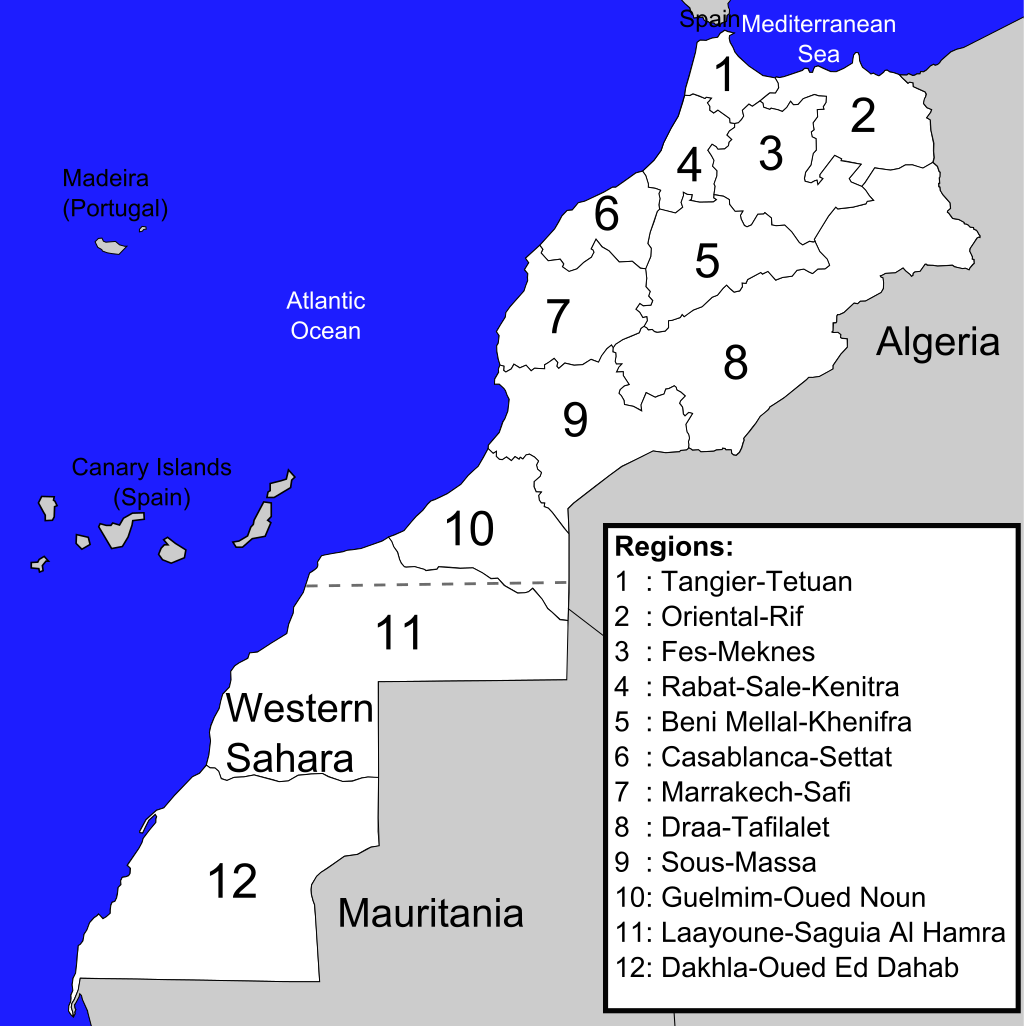 Spain
Mediterranean
Sea
1
2
3
4
Madeira
(Portugal)
6
5
Atlantic
Ocean
7
Algeria
8
9
Canary Islands
(Spain)
10
11
Western
Sahara
12
Mauritania
Regions:
1 : Tangier-Tetuan
2 : Oriental-Rif
3 : Fes-Meknes
4 : Rabat-Sale-Kenitra
5 : Beni Mellal-Khenifra
6 : Casablanca-Settat
7 : Marrakech-Safi
8 : Draa-Tafilalet
9 : Sous-Massa
10: Guelmim-Oued Noun
11: Laayoune-Saguia Al Hamra
12: Dakhla-Oued Ed Dahab